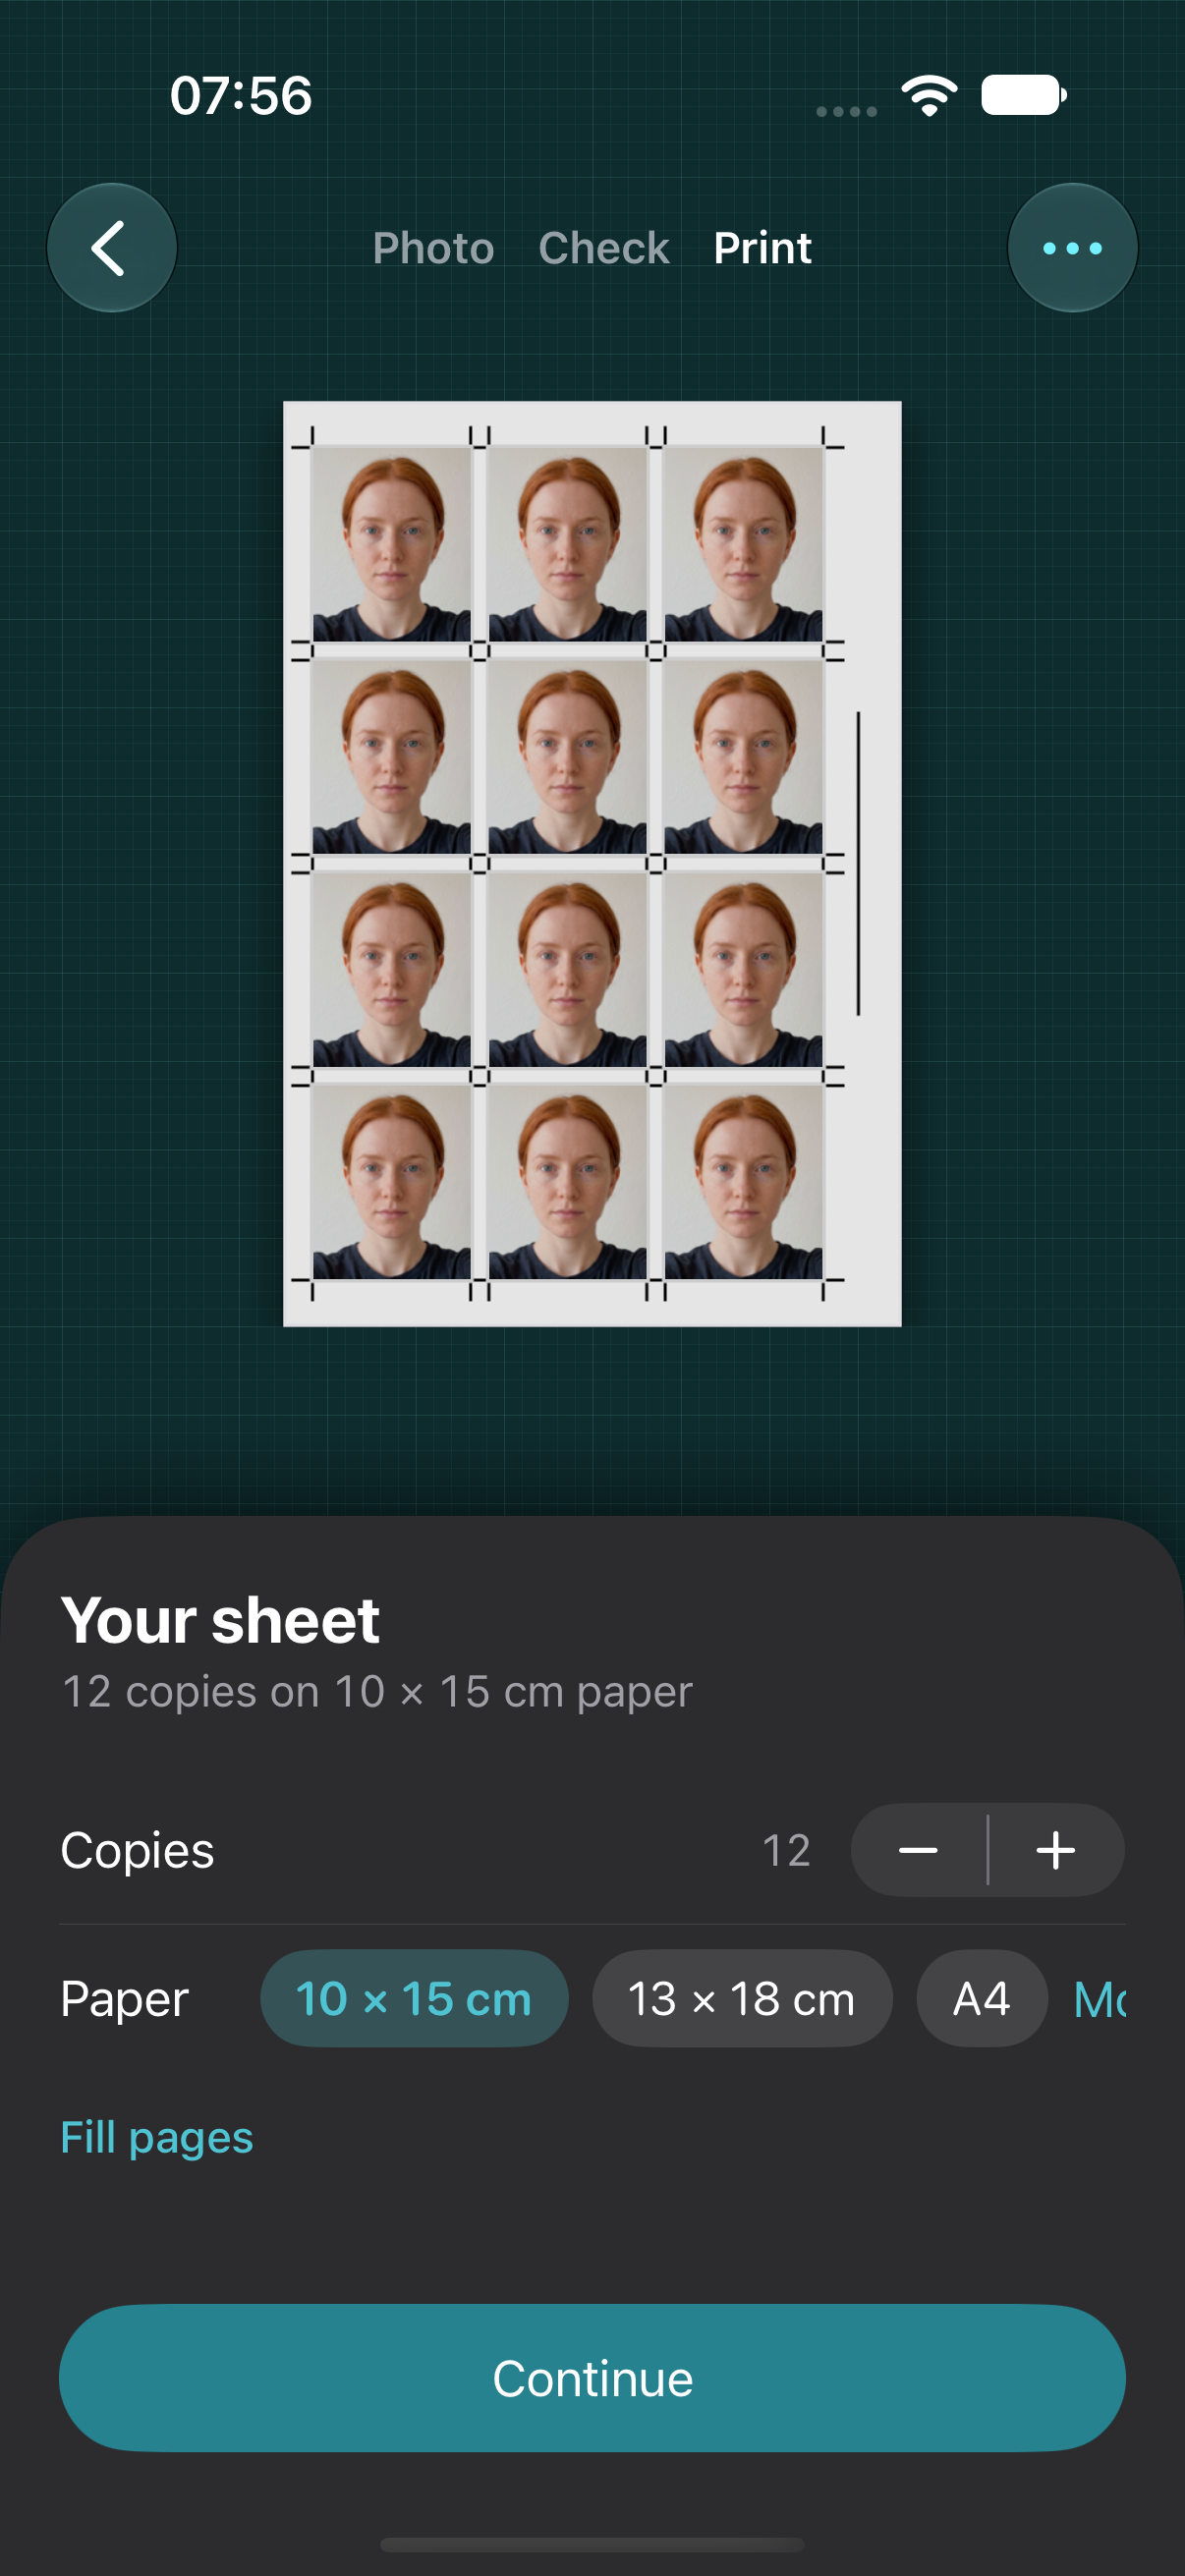 07:56
Photo Check Print
Your sheet
12 copies on 10 × 15 cm paper
Copies 12
Paper 10 × 15 cm 13 × 18 cm A4
Fill pages
Continue